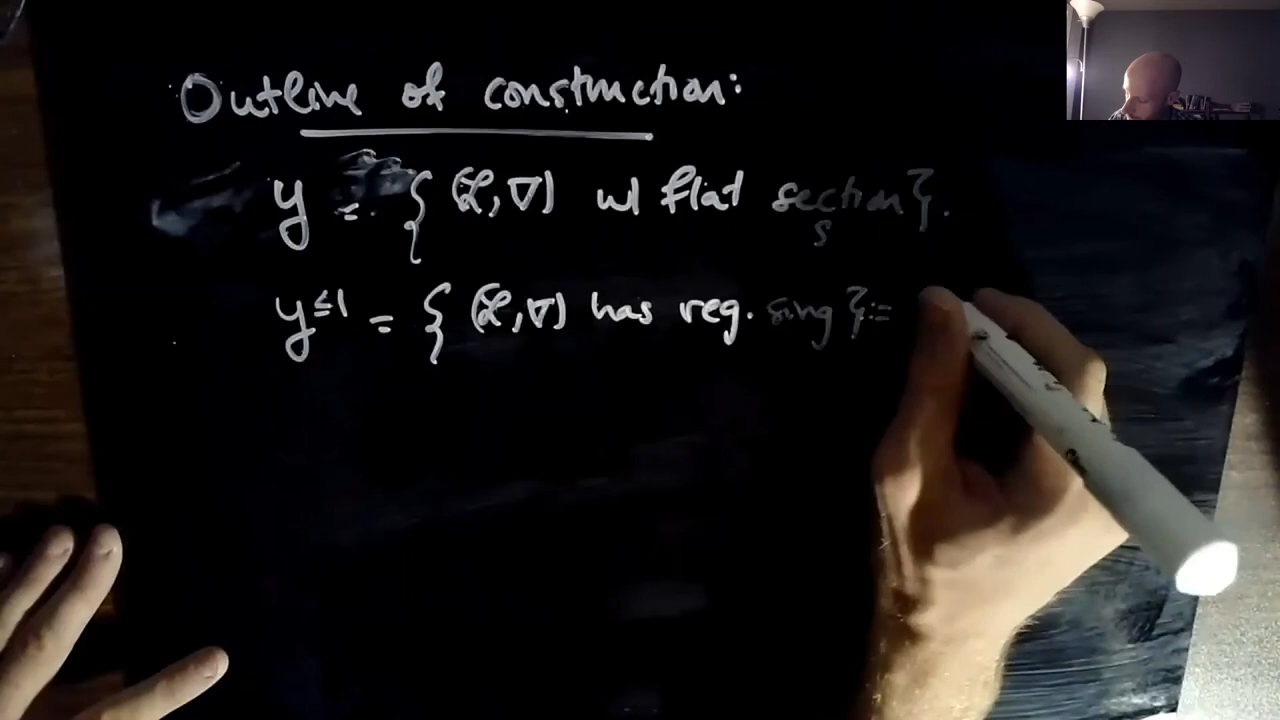 Outline of construction:
y = { (ℒ, ∇) w/ flat section }.
s
y^≤1 = { (ℒ, ∇) has reg. sing } :=